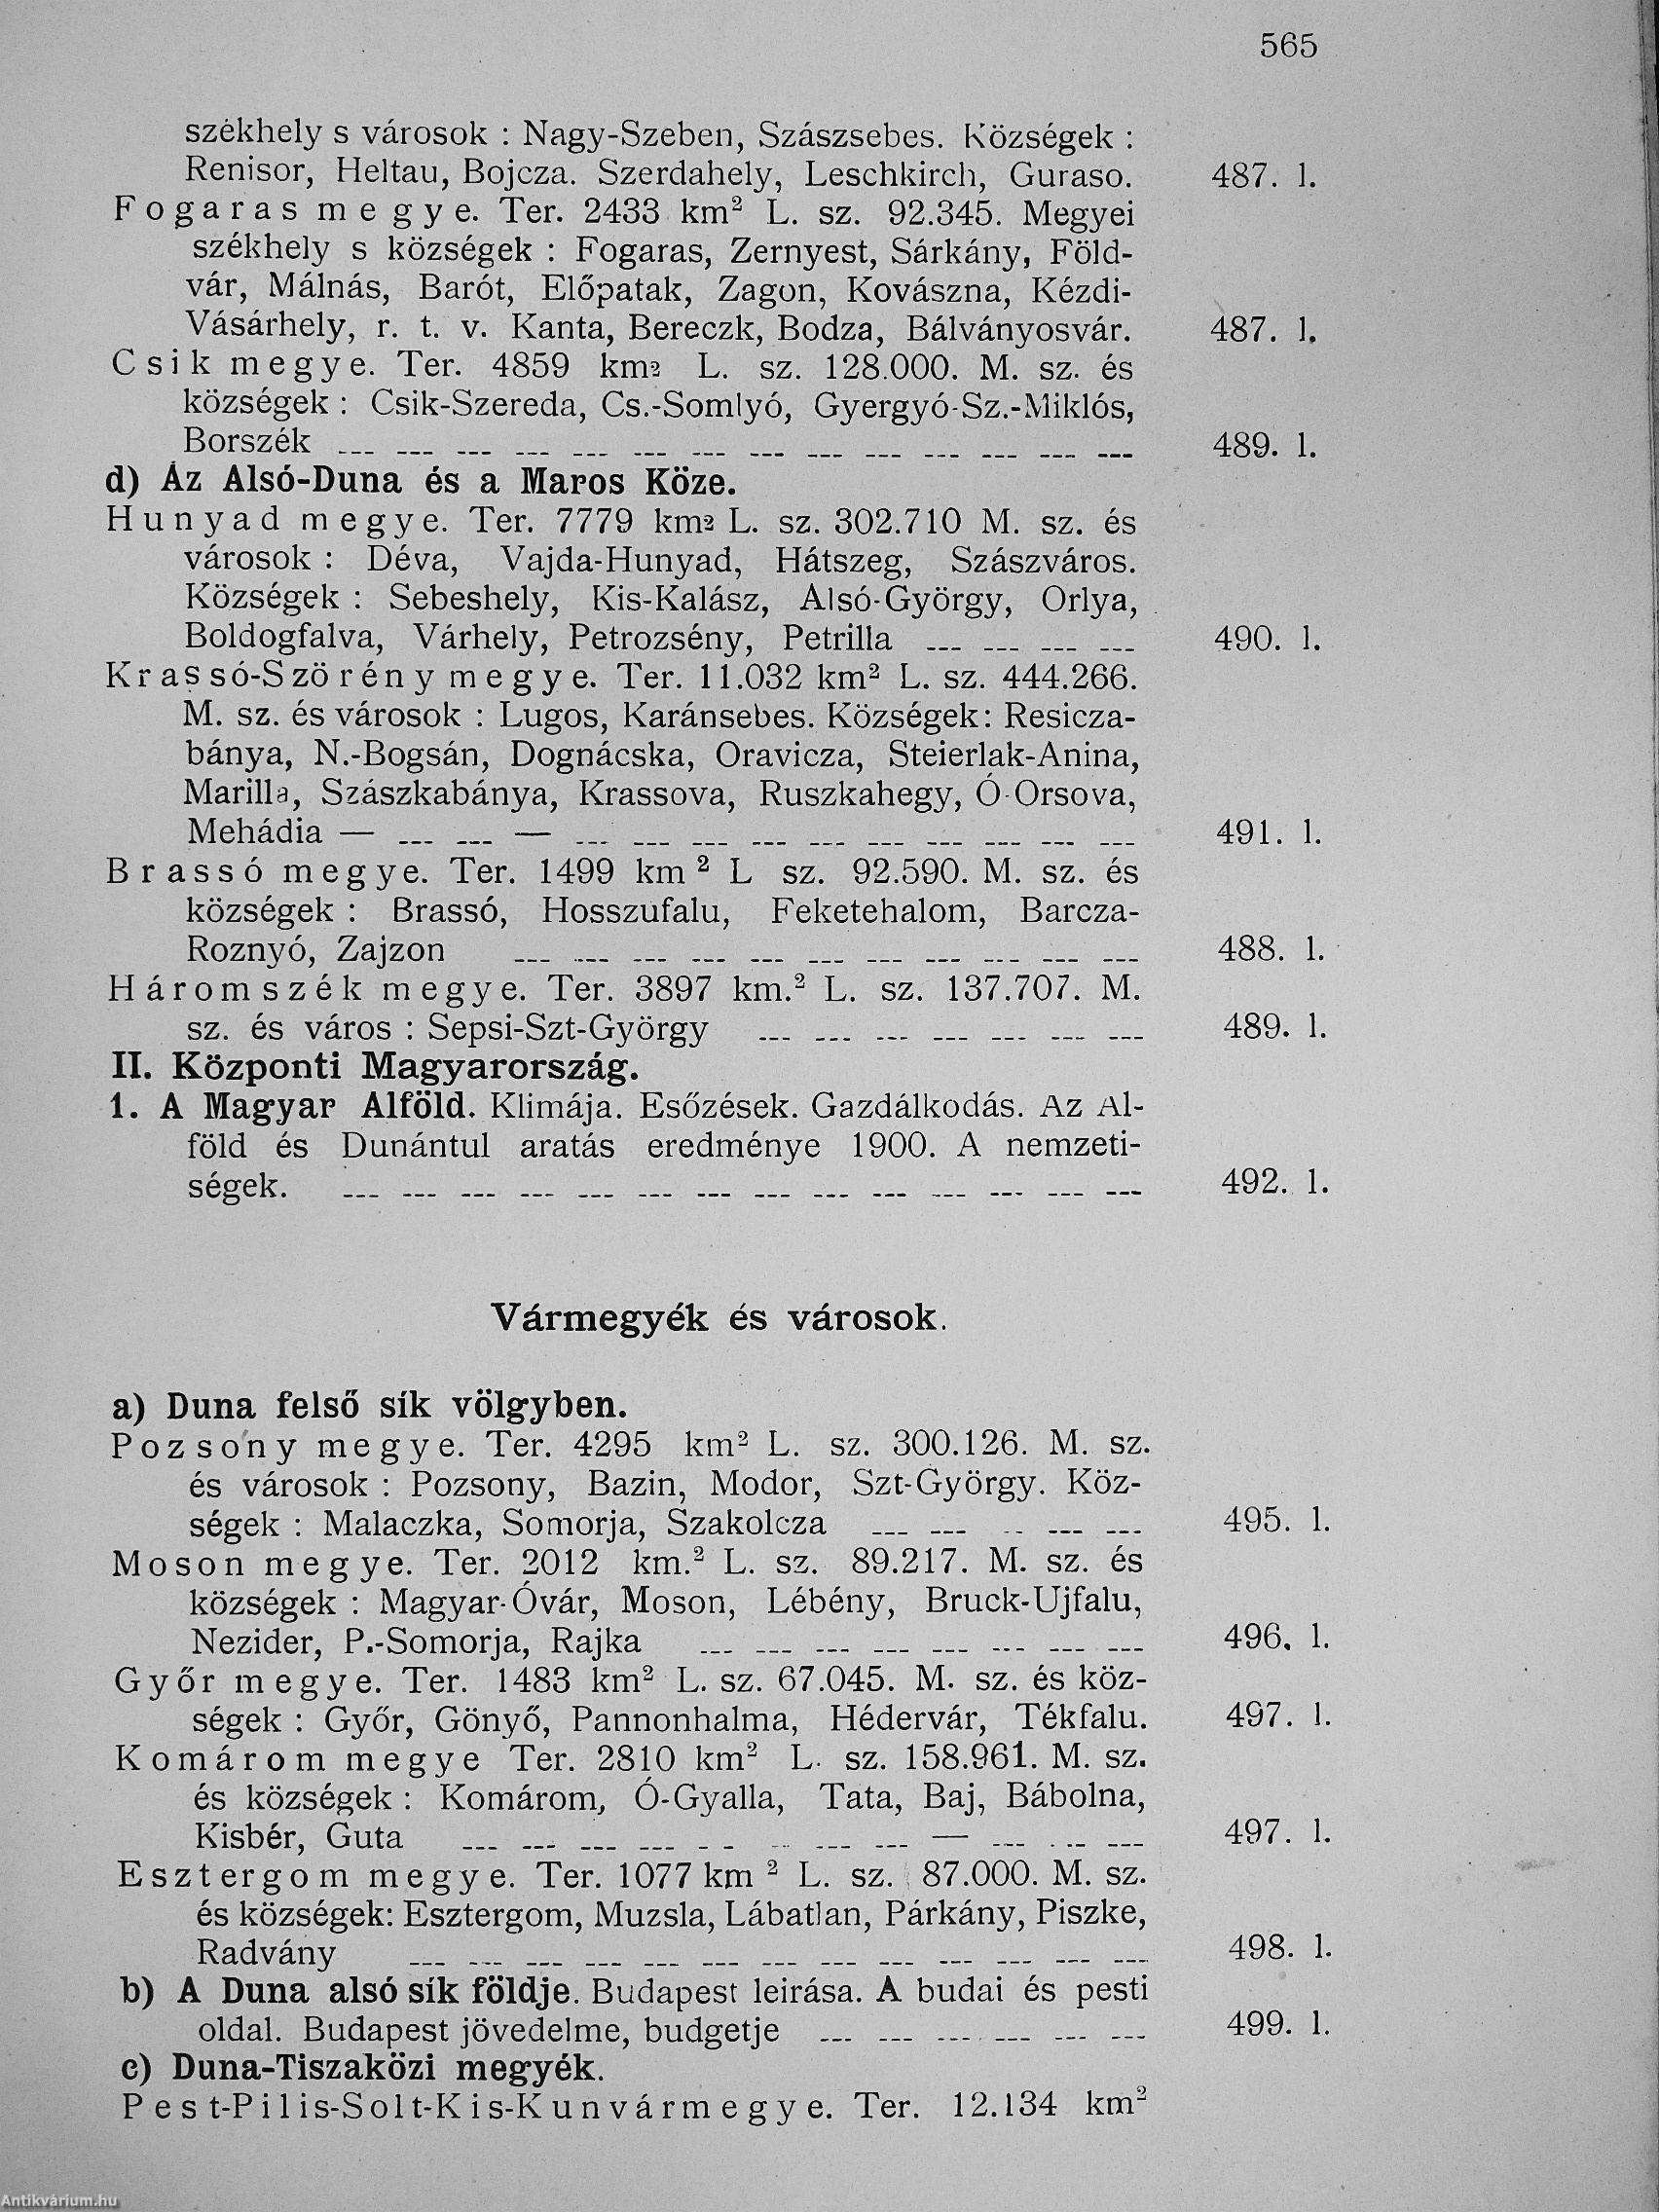 565
székhely s városok : Nagy-Szeben, Szászsebes. Községek :
Renisor, Heltau, Bojcza. Szerdahely, Leschkirch, Guraso. 487. l.
Fogaras megye. Ter. 2433 km² L. sz. 92.345. Megyei
székhely s községek : Fogaras, Zernyest, Sárkány, Föld-
vár, Málnás, Barót, Előpatak, Zagon, Kovászna, Kézdi-
Vásárhely, r. t. v. Kanta, Bereczk, Bodza, Bálványosvár. 487. l.
Csik megye. Ter. 4859 km² L. sz. 128.000. M. sz. és
községek : Csik-Szereda, Cs.-Somlyó, Gyergyó-Sz.-Miklós,
Borszék 489. l.
d) Az Alsó-Duna és a Maros Köze.
Hunyad megye. Ter. 7779 km² L. sz. 302.710 M. sz. és
városok : Déva, Vajda-Hunyad, Hátszeg, Szászváros.
Községek : Sebeshely, Kis-Kalász, Alsó-György, Orlya,
Boldogfalva, Várhely, Petrozsény, Petrilla 490. l.
Krassó-Szörény megye. Ter. 11.032 km² L. sz. 444.266.
M. sz. és városok : Lugos, Karánsebes. Községek: Resicza-
bánya, N.-Bogsán, Dognácska, Oravicza, Steierlak-Anina,
Marilla, Szászkabánya, Krassova, Ruszkahegy, Ó-Orsova,
Mehádia — — 491. l.
Brassó megye. Ter. 1499 km² L sz. 92.590. M. sz. és
községek : Brassó, Hosszufalu, Feketehalom, Barcza-
Roznyó, Zajzon 488. l.
Háromszék megye. Ter. 3897 km.² L. sz. 137.707. M.
sz. és város : Sepsi-Szt-György 489. l.
II. Központi Magyarország.
1. A Magyar Alföld. Klimája. Esőzések. Gazdálkodás. Az Al-
föld és Dunántul aratás eredménye 1900. A nemzeti-
ségek. 492. l.
Vármegyék és városok.
a) Duna felső sík völgyben.
Pozsony megye. Ter. 4295 km² L. sz. 300.126. M. sz.
és városok : Pozsony, Bazin, Modor, Szt-György. Köz-
ségek : Malaczka, Somorja, Szakolcza 495. l.
Moson megye. Ter. 2012 km.² L. sz. 89.217. M. sz. és
községek : Magyar-Óvár, Moson, Lébény, Bruck-Ujfalu,
Nezider, P.-Somorja, Rajka 496. l.
Győr megye. Ter. 1483 km² L. sz. 67.045. M. sz. és köz-
ségek : Győr, Gönyő, Pannonhalma, Hédervár, Tékfalu. 497. l.
Komárom megye Ter. 2810 km² L. sz. 158.961. M. sz.
és községek : Komárom, Ó-Gyalla, Tata, Baj, Bábolna,
Kisbér, Guta — 497. l.
Esztergom megye. Ter. 1077 km² L. sz. 87.000. M. sz.
és községek: Esztergom, Muzsla, Lábatlan, Párkány, Piszke,
Radvány 498. l.
b) A Duna alsó sík földje. Budapest leirása. A budai és pesti
oldal. Budapest jövedelme, budgetje 499. l.
c) Duna-Tiszaközi megyék.
Pest-Pilis-Solt-Kis-Kunvármegye. Ter. 12.134 km²
Antikvárium.hu